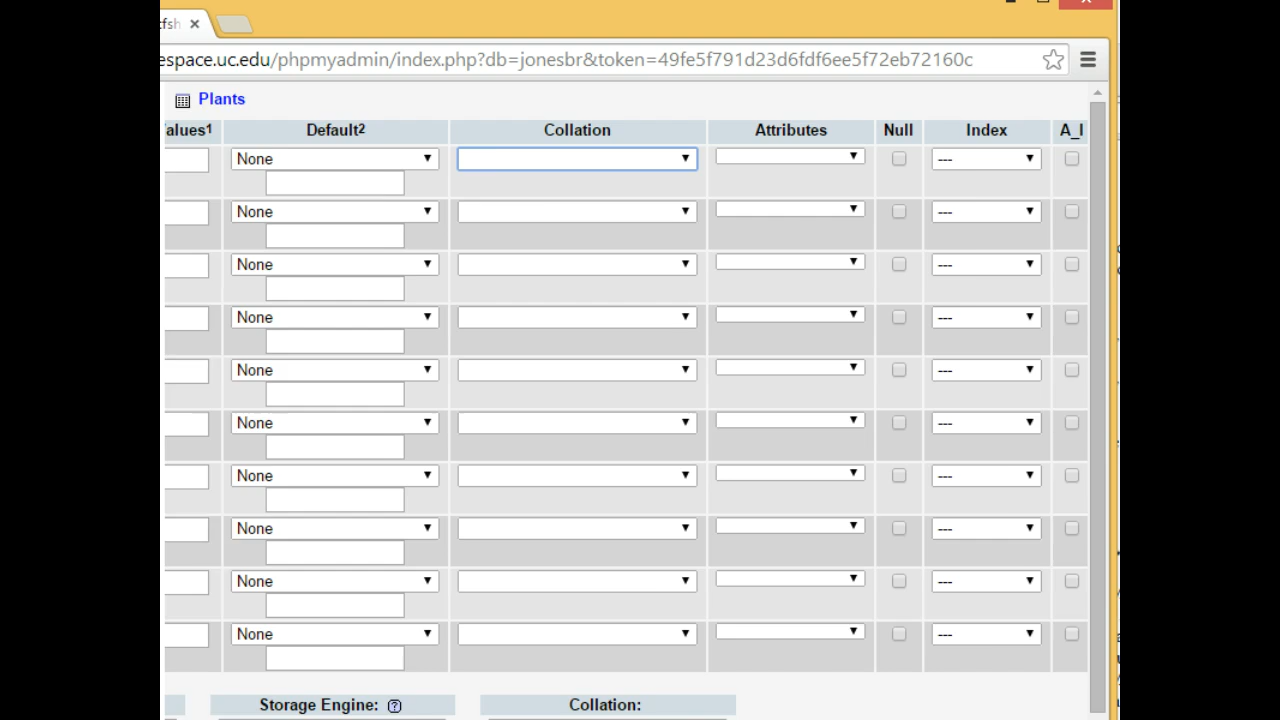 :fsh
espace.uc.edu/phpmyadmin/index.php?db=jonesbr&token=49fe5f791d23d6fdf6ee5f72eb72160c
Plants
alues1 Default2 Collation Attributes Null Index A_I
None ---
None ---
None ---
None ---
None ---
None ---
None ---
None ---
None ---
None ---
Storage Engine: Collation: